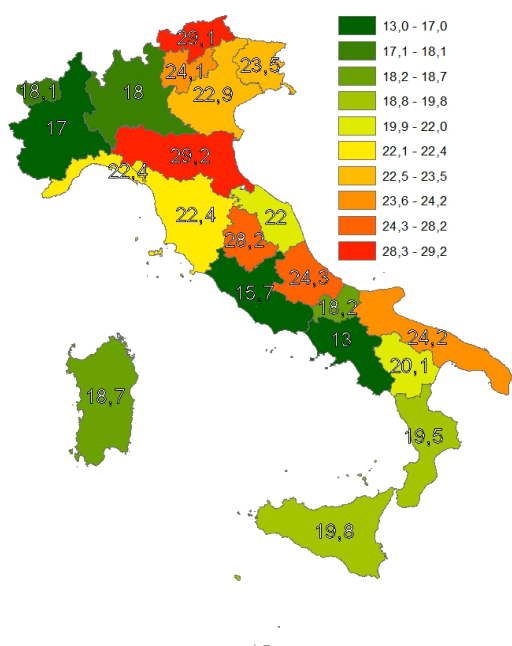 13,0 - 17,0
17,1 - 18,1
18,2 - 18,7
18,8 - 19,8
19,9 - 22,0
22,1 - 22,4
22,5 - 23,5
23,6 - 24,2
24,3 - 28,2
28,3 - 29,2
29,1
24,1
23,5
18,1
18
22,9
17
29,2
22,4
22,4
22
28,2
24,3
15,7
18,2
13
24,2
20,1
18,7
19,5
19,8